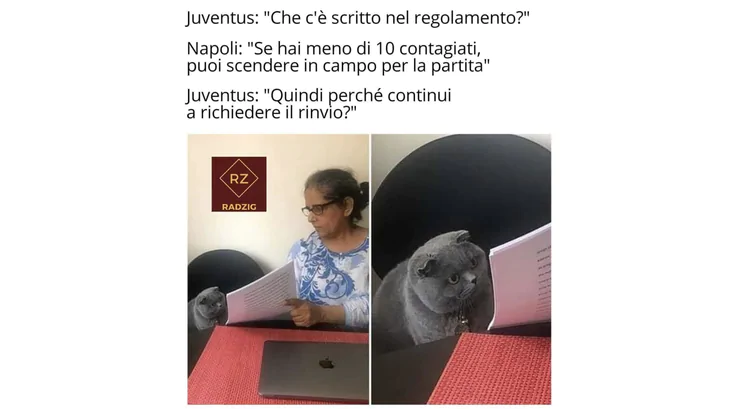 Juventus: "Che c'è scritto nel regolamento?"
Napoli: "Se hai meno di 10 contagiati,
puoi scendere in campo per la partita"
Juventus: "Quindi perché continui
a richiedere il rinvio?"
RZ
RADZIG